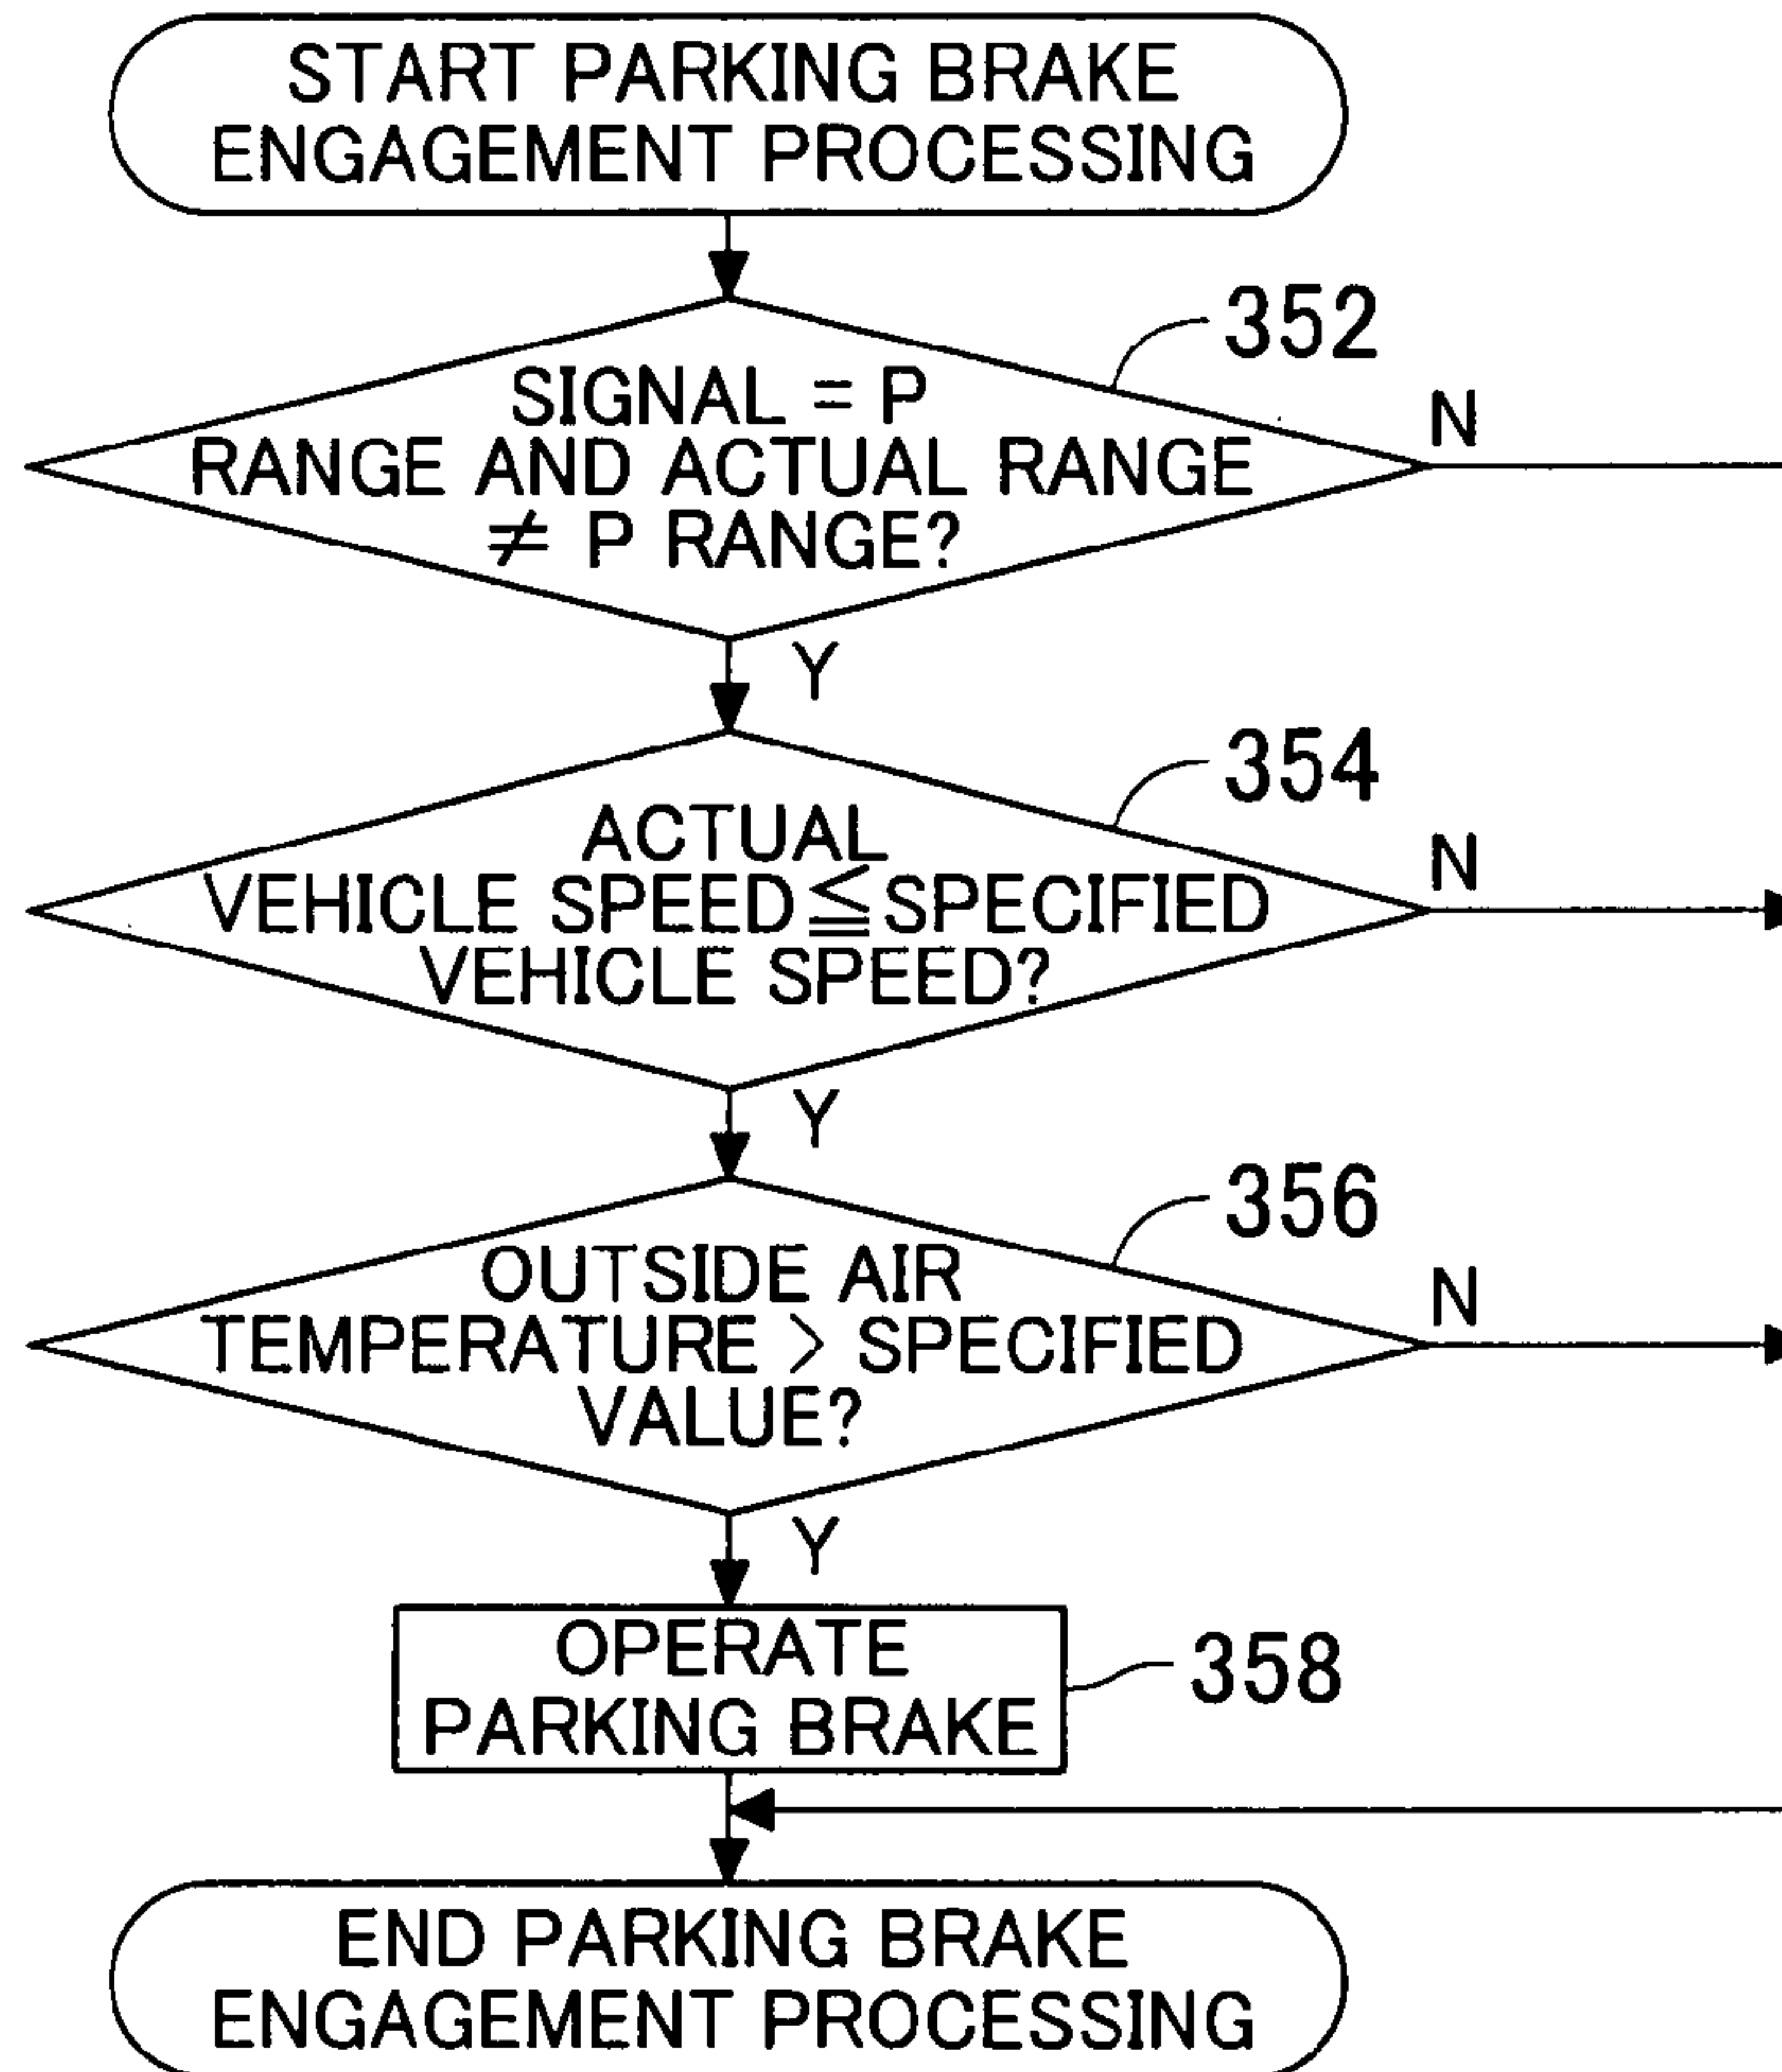 START PARKING BRAKE
ENGAGEMENT PROCESSING
352
SIGNAL = P
RANGE AND ACTUAL RANGE
≠ P RANGE?
N
Y
354
ACTUAL
VEHICLE SPEED ≦ SPECIFIED
VEHICLE SPEED?
N
Y
356
OUTSIDE AIR
TEMPERATURE > SPECIFIED
VALUE?
N
Y
OPERATE
PARKING BRAKE
358
END PARKING BRAKE
ENGAGEMENT PROCESSING